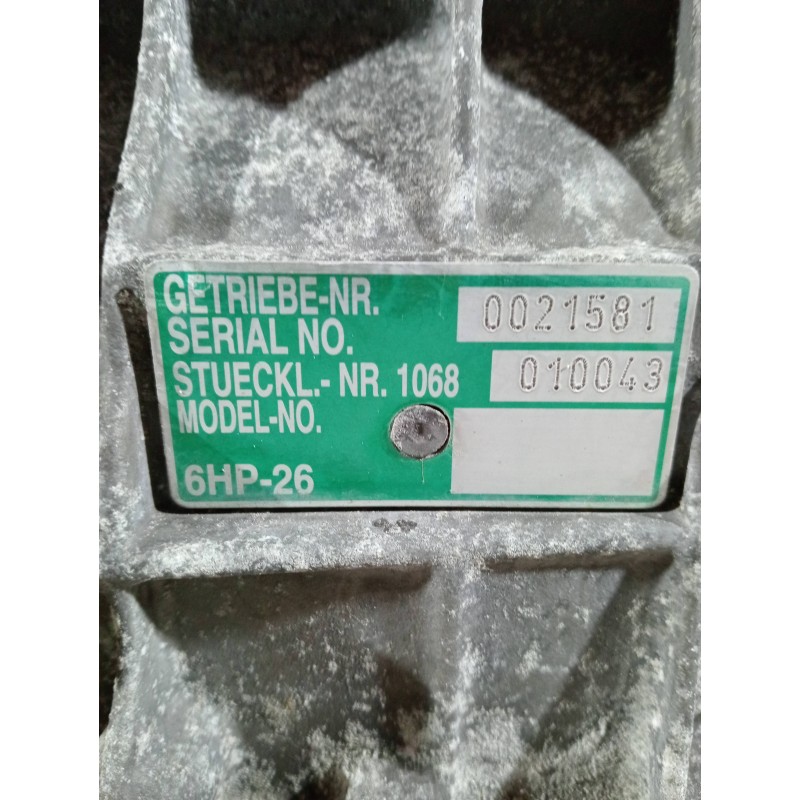 GETRIEBE-NR. 0021581
SERIAL NO.
STUECKL.- NR. 1068 010043
MODEL-NO.
6HP-26